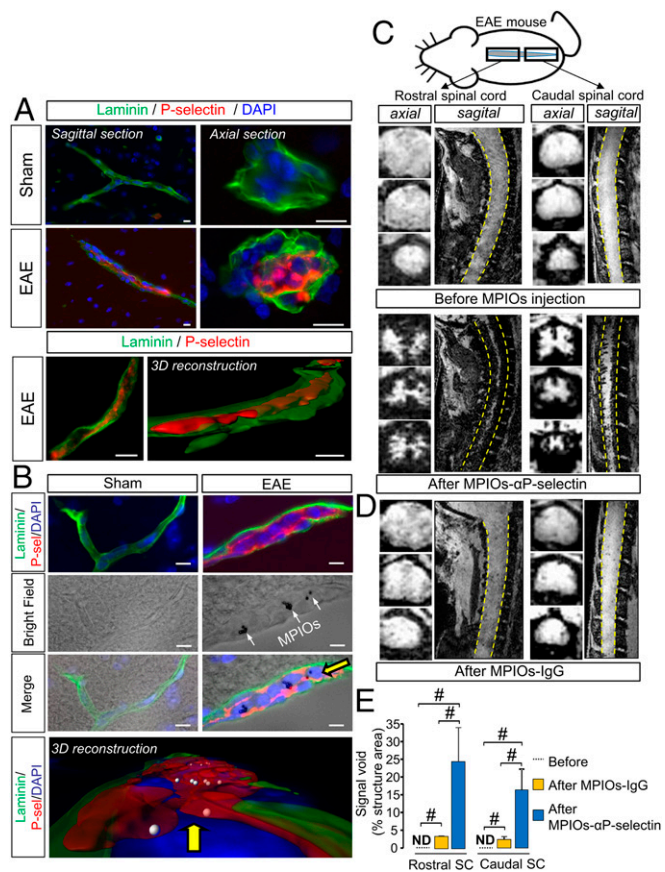 A
Laminin / P-selectin / DAPI
Sagittal section
Axial section
Sham
EAE
Laminin / P-selectin
EAE
3D reconstruction
B
Sham
EAE
Laminin/
P-sel/DAPI
Bright Field
MPIOs
Merge
3D reconstruction
Laminin/
P-sel/DAPI
C
EAE mouse
Rostral spinal cord
Caudal spinal cord
axial
sagital
axial
sagital
Before MPIOs injection
After MPIOs-αP-selectin
D
After MPIOs-IgG
E
Signal void
(% structure area)
35
30
25
20
15
10
5
0
#
#
#
ND
#
#
#
ND
Rostral SC
Caudal SC
Before
After MPIOs-IgG
After
MPIOs-αP-selectin